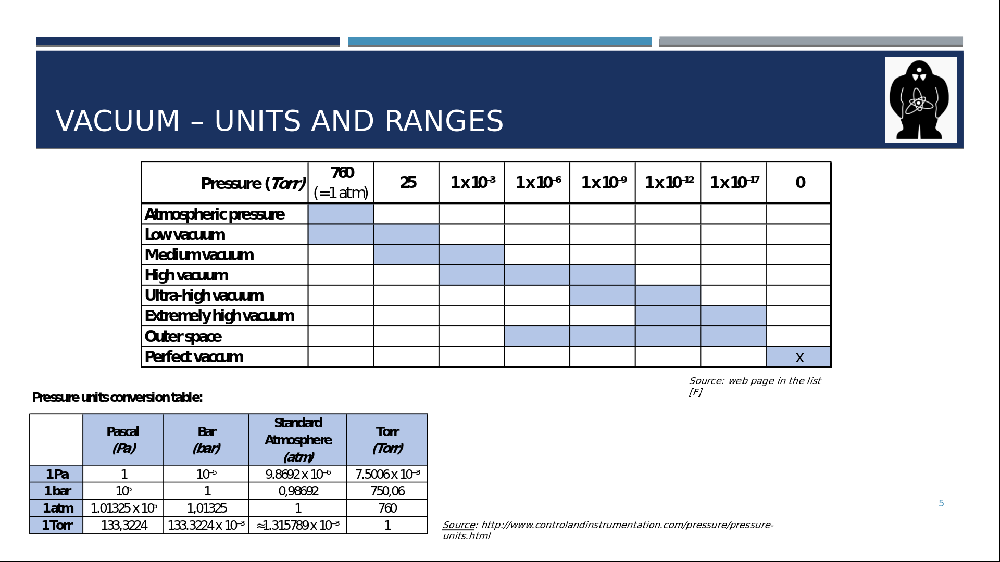 VACUUM – UNITS AND RANGES
Pressure (Torr) 760 (=1 atm) 25 1x10⁻³ 1x10⁻⁶ 1x10⁻⁹ 1x10⁻¹² 1x10⁻¹⁷ 0
Atmospheric pressure
Low vacuum
Medium vacuum
High vacuum
Ultra-high vacuum
Extremely high vacuum
Outer space
Perfect vaccum x
Source: web page in the list
[F]
Pressure units conversion table:
Pascal (Pa) Bar (bar) Standard Atmosphere (atm) Torr (Torr)
1 Pa 1 10⁻⁵ 9.8692 x 10⁻⁶ 7.5006 x 10⁻³
1 bar 10⁵ 1 0,98692 750,06
1 atm 1.01325 x 10⁵ 1,01325 1 760
1 Torr 133,3224 133.3224 x 10⁻³ ≈1.315789 x 10⁻³ 1
5
Source: http://www.controlandinstrumentation.com/pressure/pressure-
units.html